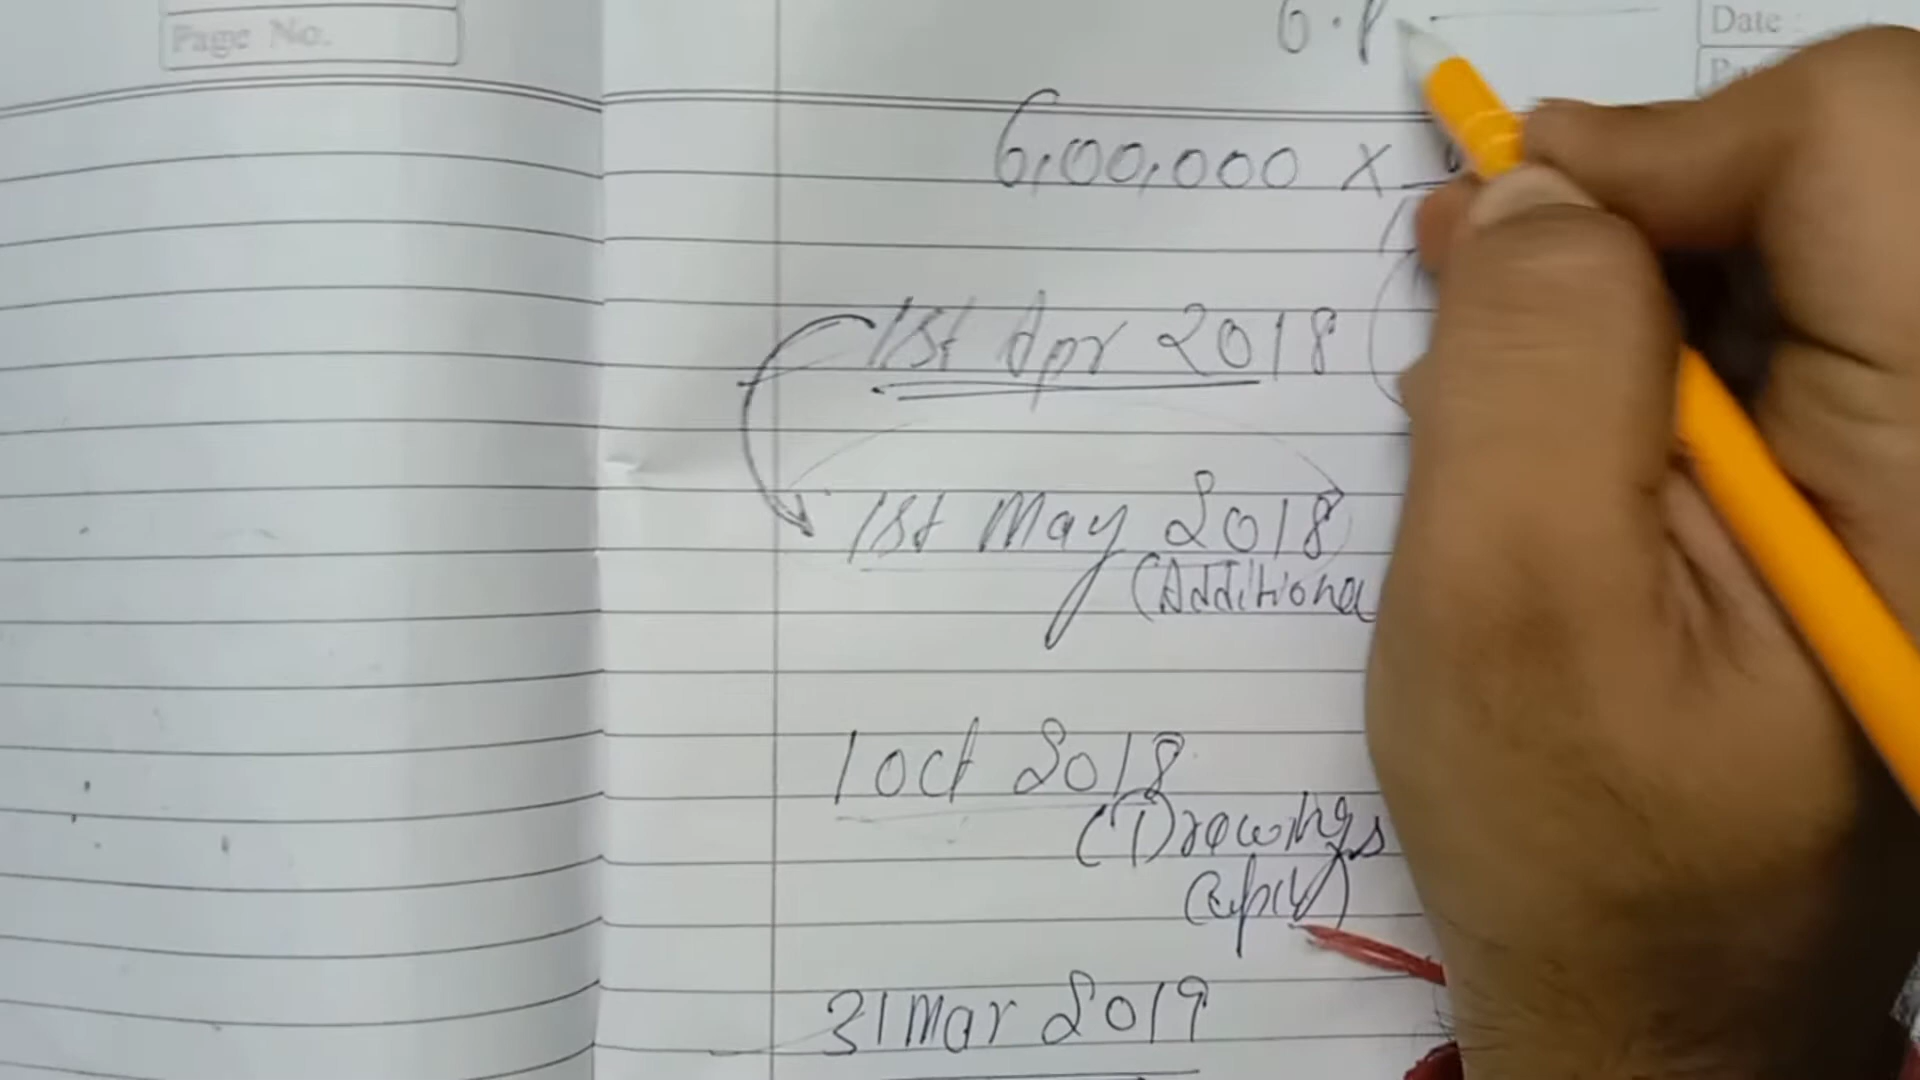 Page No.
Date :
6,00,000 ×
1st Apr 2018
1st May 2018
(Additiona
1 Oct 2018
(Drawings
31 Mar 2019